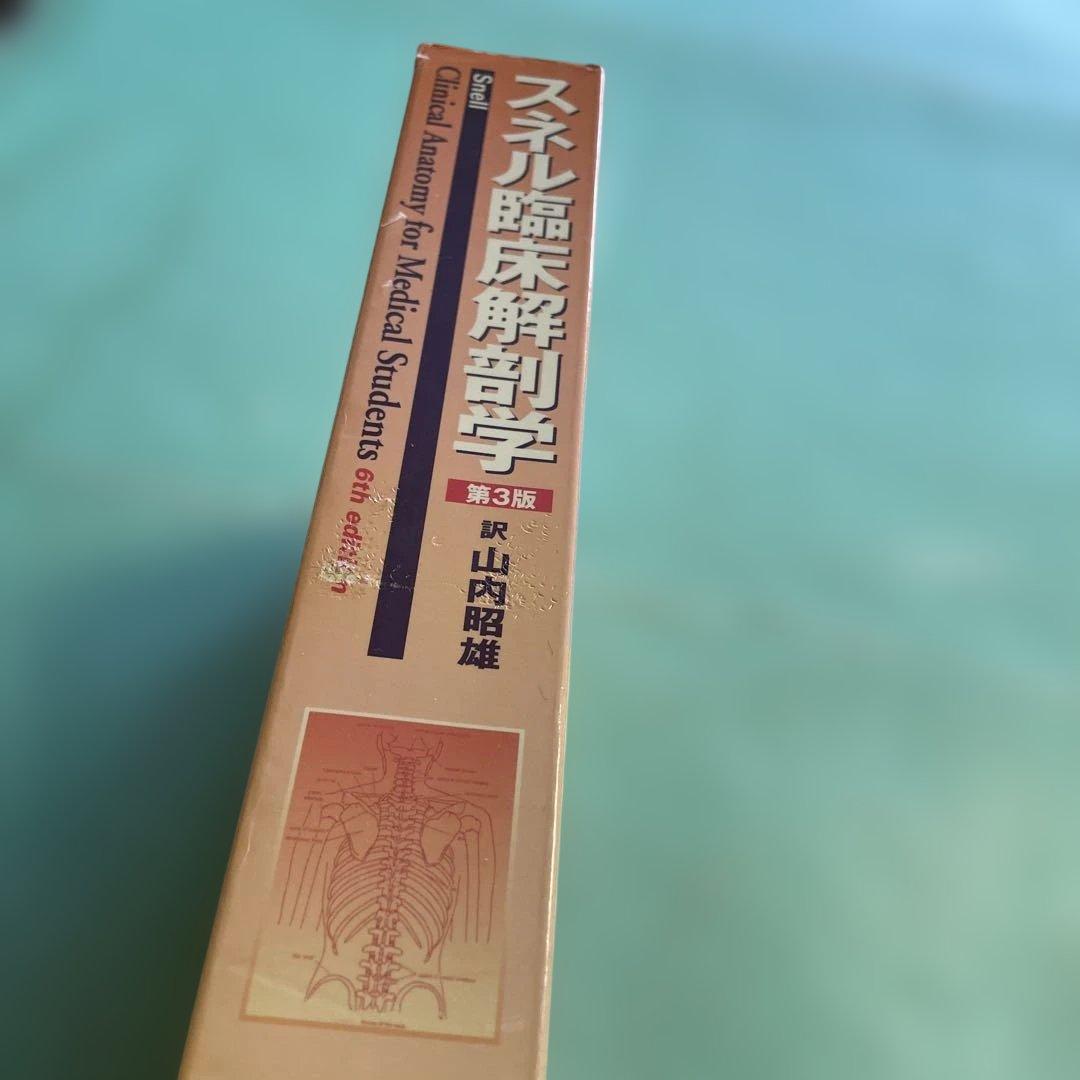 スネル臨床解剖学
第3版
訳 山内昭雄
Snell
Clinical Anatomy for Medical Students 6th edition